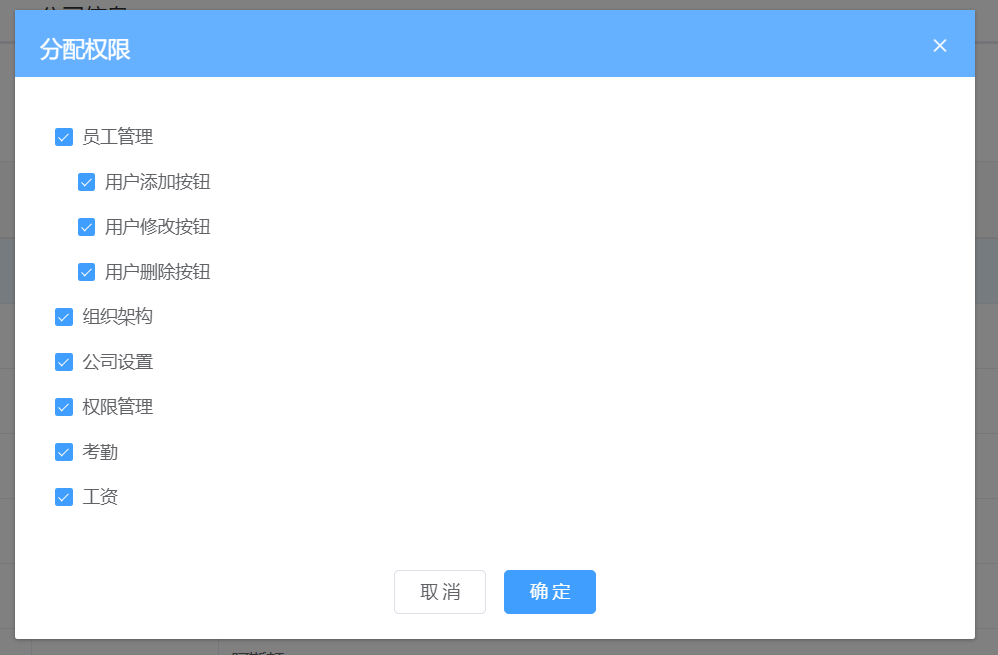 分配权限
员工管理
用户添加按钮
用户修改按钮
用户删除按钮
组织架构
公司设置
权限管理
考勤
工资
取消
确定